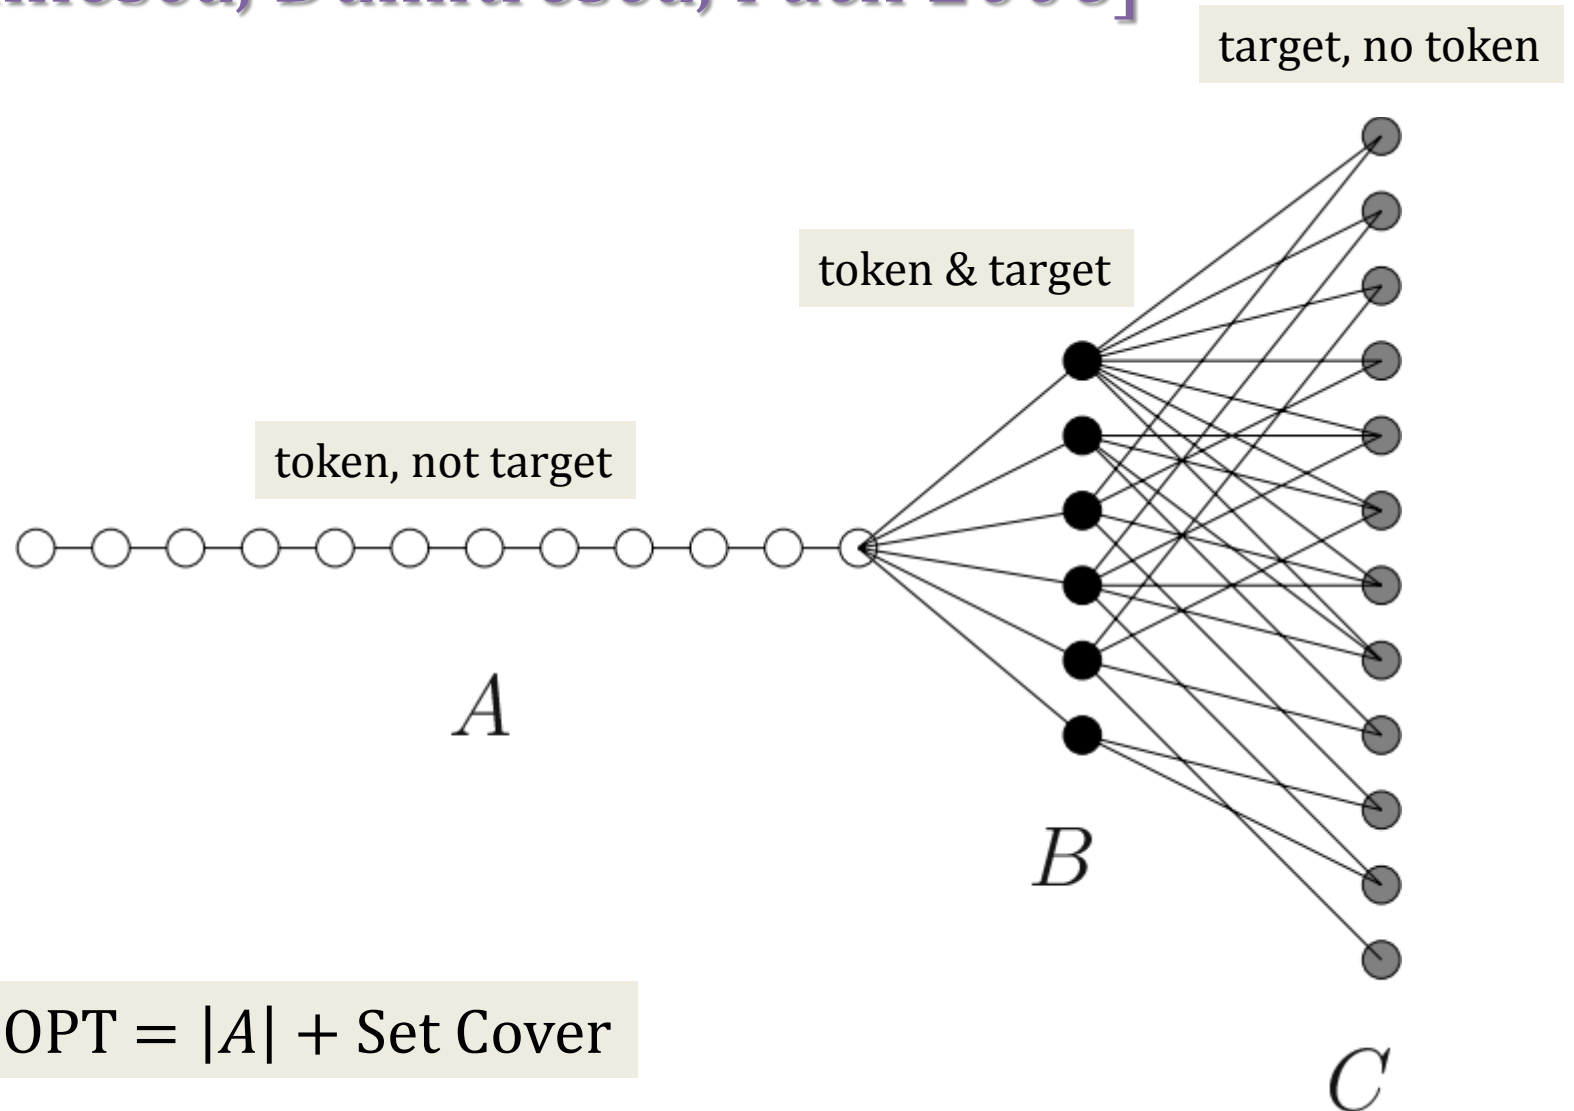 target, no token
token & target
token, not target
A
B
OPT = |A| + Set Cover
C